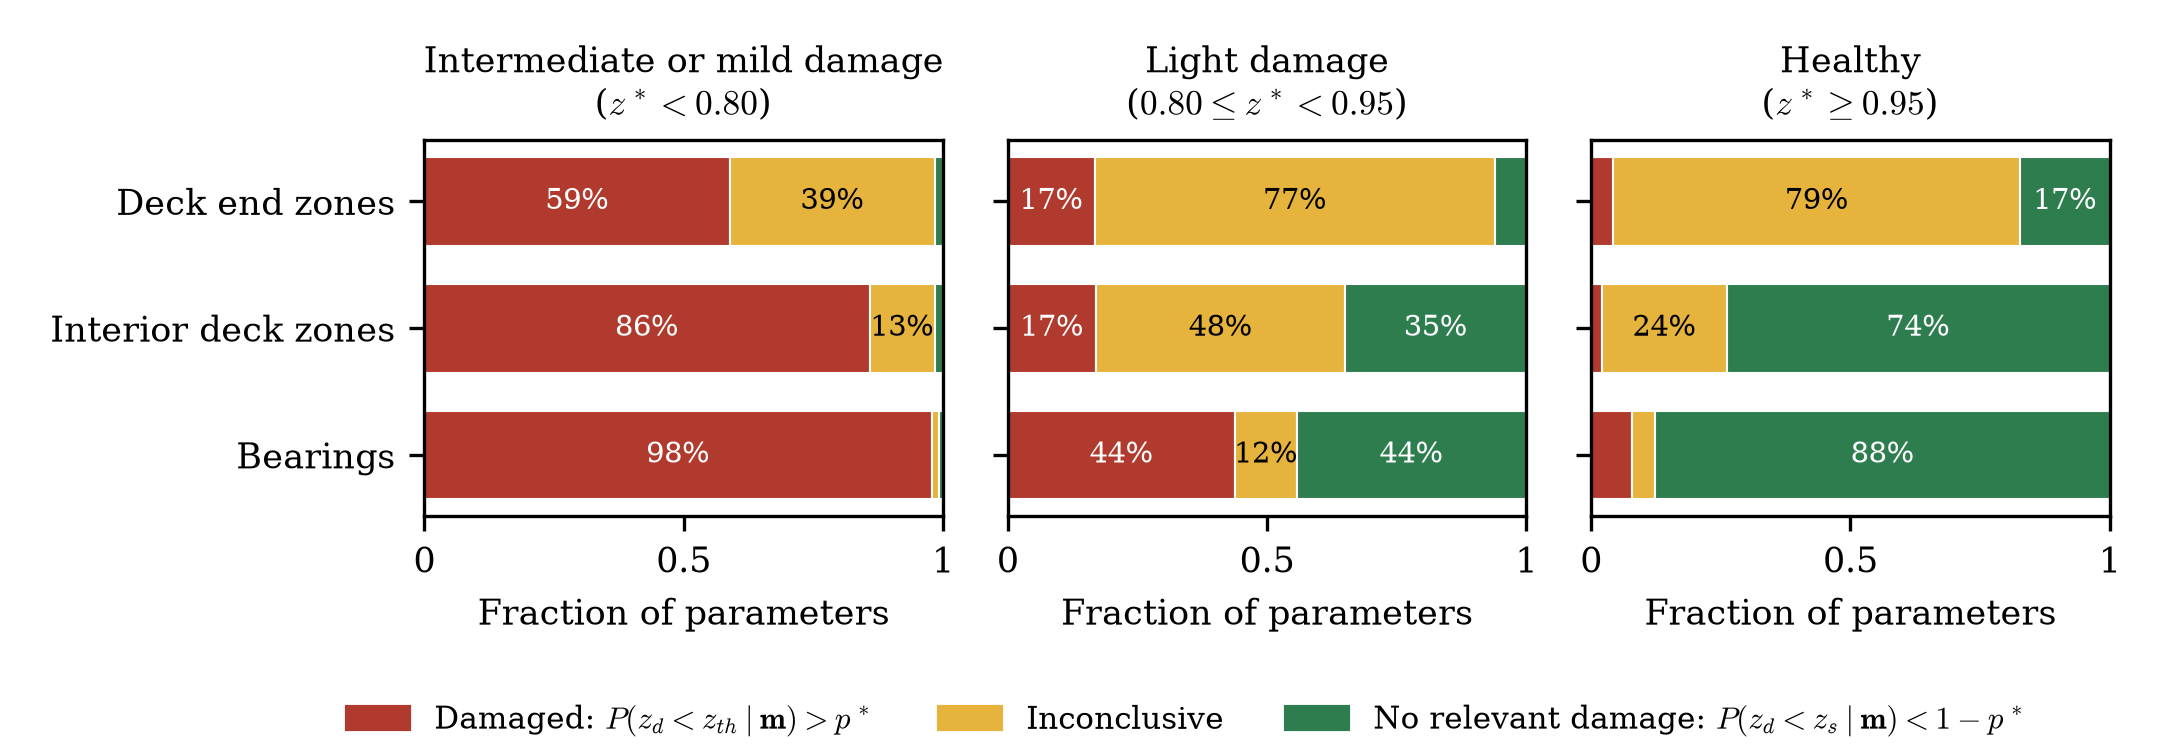 Intermediate or mild damage
(z* < 0.80)
Light damage
(0.80 ≤ z* < 0.95)
Healthy
(z* ≥ 0.95)
Deck end zones
59%
39%
17%
77%
79%
17%
Interior deck zones
86%
13%
17%
48%
35%
24%
74%
Bearings
98%
44%
12%
44%
88%
0 0.5 1
0 0.5 1
0 0.5 1
Fraction of parameters
Fraction of parameters
Fraction of parameters
Damaged: P(z_d < z_th | m) > p*
Inconclusive
No relevant damage: P(z_d < z_s | m) < 1 − p*